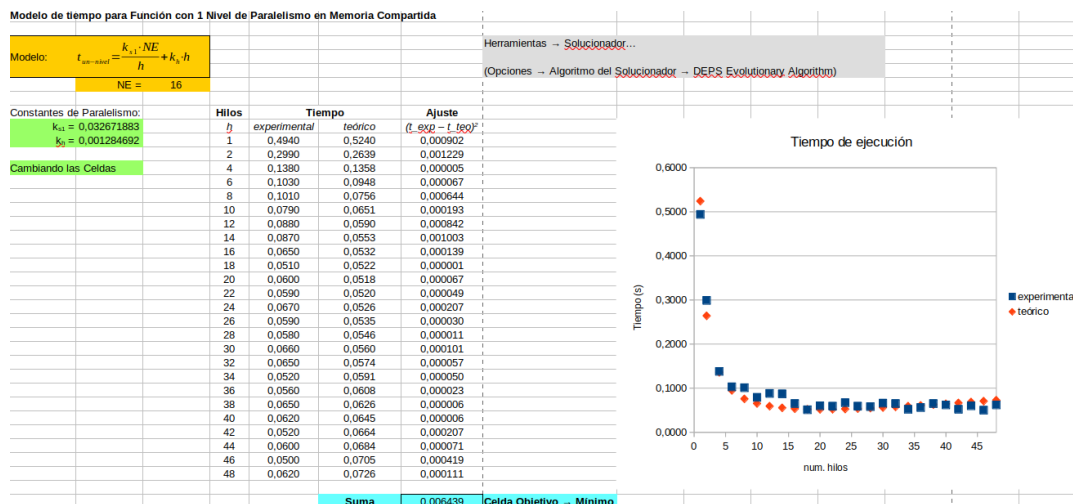 Modelo de tiempo para Función con 1 Nivel de Paralelismo en Memoria Compartida
Modelo: t_un-nivel = k_s1·NE / h + k_h·h
NE = 16
Herramientas → Solucionador…
(Opciones → Algoritmo del Solucionador → DEPS Evolutionary Algorithm)
Constantes de Paralelismo:
k_s1 = 0,032671883
k_h = 0,001284692
Cambiando las Celdas
Hilos Tiempo Ajuste
h experimental teórico (t_exp – t_teo)²
1 0,4940 0,5240 0,000902
2 0,2990 0,2639 0,001229
4 0,1380 0,1358 0,000005
6 0,1030 0,0948 0,000067
8 0,1010 0,0756 0,000644
10 0,0790 0,0651 0,000193
12 0,0880 0,0590 0,000842
14 0,0870 0,0553 0,001003
16 0,0650 0,0532 0,000139
18 0,0510 0,0522 0,000001
20 0,0600 0,0518 0,000067
22 0,0590 0,0520 0,000049
24 0,0670 0,0526 0,000207
26 0,0590 0,0535 0,000030
28 0,0580 0,0546 0,000011
30 0,0660 0,0560 0,000101
32 0,0650 0,0574 0,000057
34 0,0520 0,0591 0,000050
36 0,0560 0,0608 0,000023
38 0,0650 0,0626 0,000006
40 0,0620 0,0645 0,000006
42 0,0520 0,0664 0,000207
44 0,0600 0,0684 0,000071
46 0,0500 0,0705 0,000419
48 0,0620 0,0726 0,000111
Suma 0,006439 Celda Objetivo → Mínimo
Tiempo de ejecución
0,6000
0,5000
0,4000
0,3000
0,2000
0,1000
0,0000
Tiempo (s)
0 5 10 15 20 25 30 35 40 45
num. hilos
experimenta
teórico